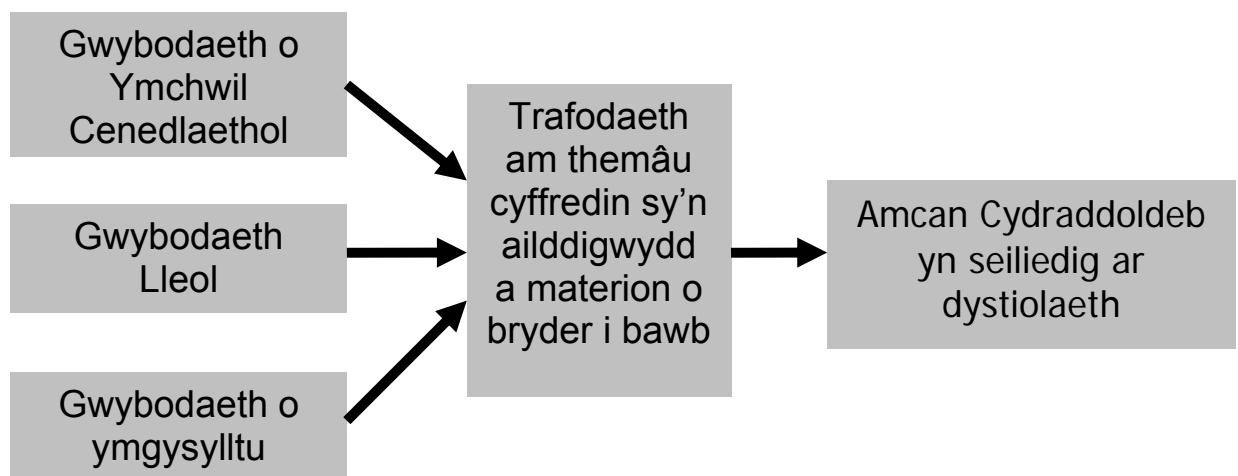 Gwybodaeth o
Ymchwil
Cenedlaethol
Gwybodaeth
Lleol
Gwybodaeth o
ymgysylltu
Trafodaeth
am themâu
cyffredin sy’n
ailddigwydd
a materion o
bryder i bawb
Amcan Cydraddoldeb
yn seiliedig ar
dystiolaeth